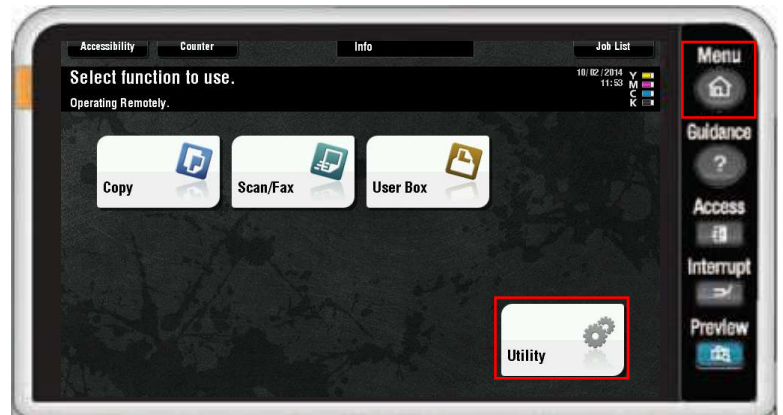 Accessibility Counter Info Job List
Select function to use.
Operating Remotely.
10/02/2014
11:53
Y
M
C
K
Copy
Scan/Fax
User Box
Utility
Menu
Guidance
?
Access
Interrupt
Preview